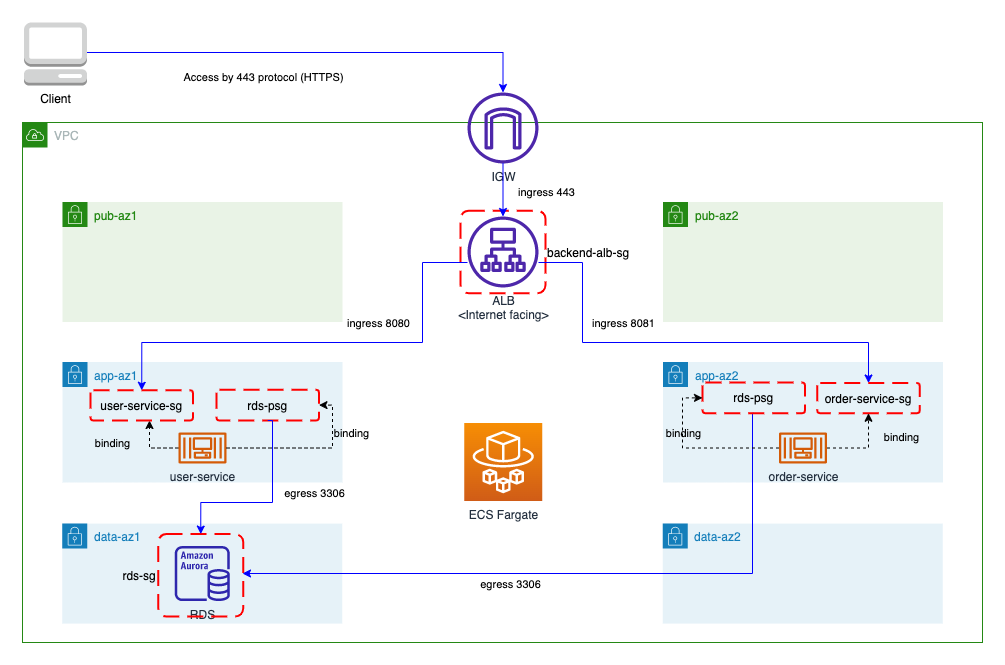 Access by 443 protocol (HTTPS)
Client
VPC
IGW
ingress 443
pub-az1
pub-az2
backend-alb-sg
ALB
<Internet facing>
ingress 8080
ingress 8081
app-az1
app-az2
user-service-sg
rds-psg
rds-psg
order-service-sg
binding
binding
binding
binding
user-service
order-service
egress 3306
ECS Fargate
data-az1
data-az2
Amazon
Aurora
rds-sg
egress 3306
RDS